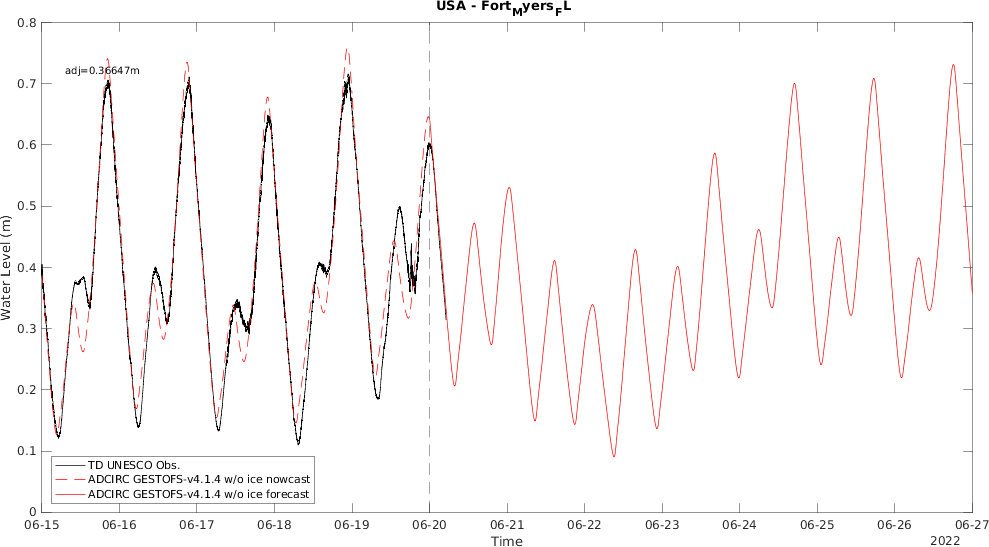 USA - FortMyersFL
adj=0.36647m
Water Level (m)
0.8
0.7
0.6
0.5
0.4
0.3
0.2
0.1
0
TD UNESCO Obs.
ADCIRC GESTOFS-v4.1.4 w/o ice nowcast
ADCIRC GESTOFS-v4.1.4 w/o ice forecast
06-15 06-16 06-17 06-18 06-19 06-20 06-21 06-22 06-23 06-24 06-25 06-26 06-27
Time
2022